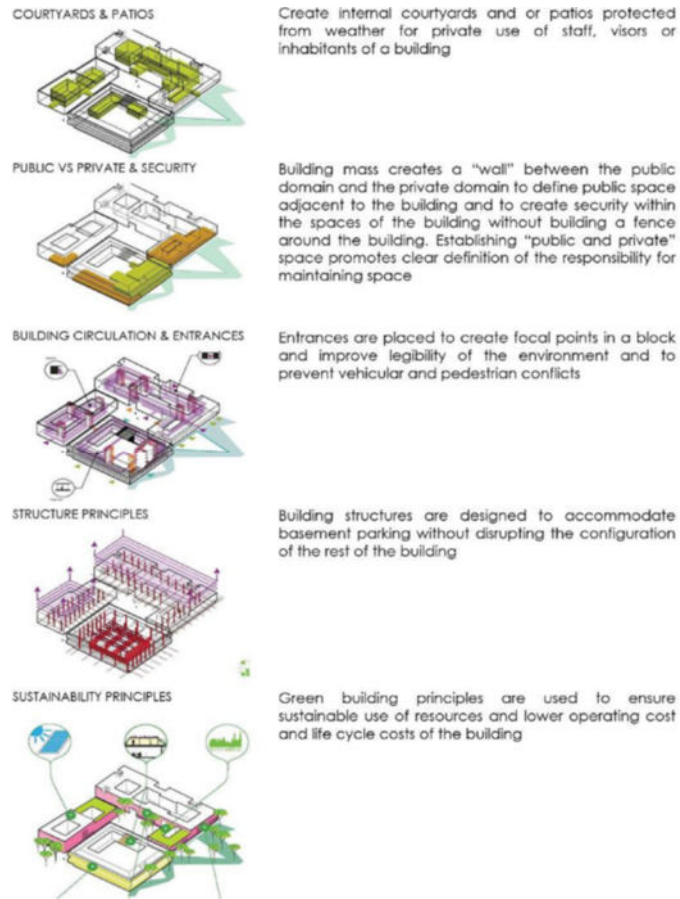 COURTYARDS & PATIOS
Create internal courtyards and or patios protected
from weather for private use of staff, visors or
inhabitants of a building
PUBLIC VS PRIVATE & SECURITY
Building mass creates a "wall" between the public
domain and the private domain to define public space
adjacent to the building and to create security within
the spaces of the building without building a fence
around the building. Establishing "public and private"
space promotes clear definition of the responsibility for
maintaining space
BUILDING CIRCULATION & ENTRANCES
Entrances are placed to create focal points in a block
and improve legibility of the environment and to
prevent vehicular and pedestrian conflicts
STRUCTURE PRINCIPLES
Building structures are designed to accommodate
basement parking without disrupting the configuration
of the rest of the building
SUSTAINABILITY PRINCIPLES
Green building principles are used to ensure
sustainable use of resources and lower operating cost
and life cycle costs of the building